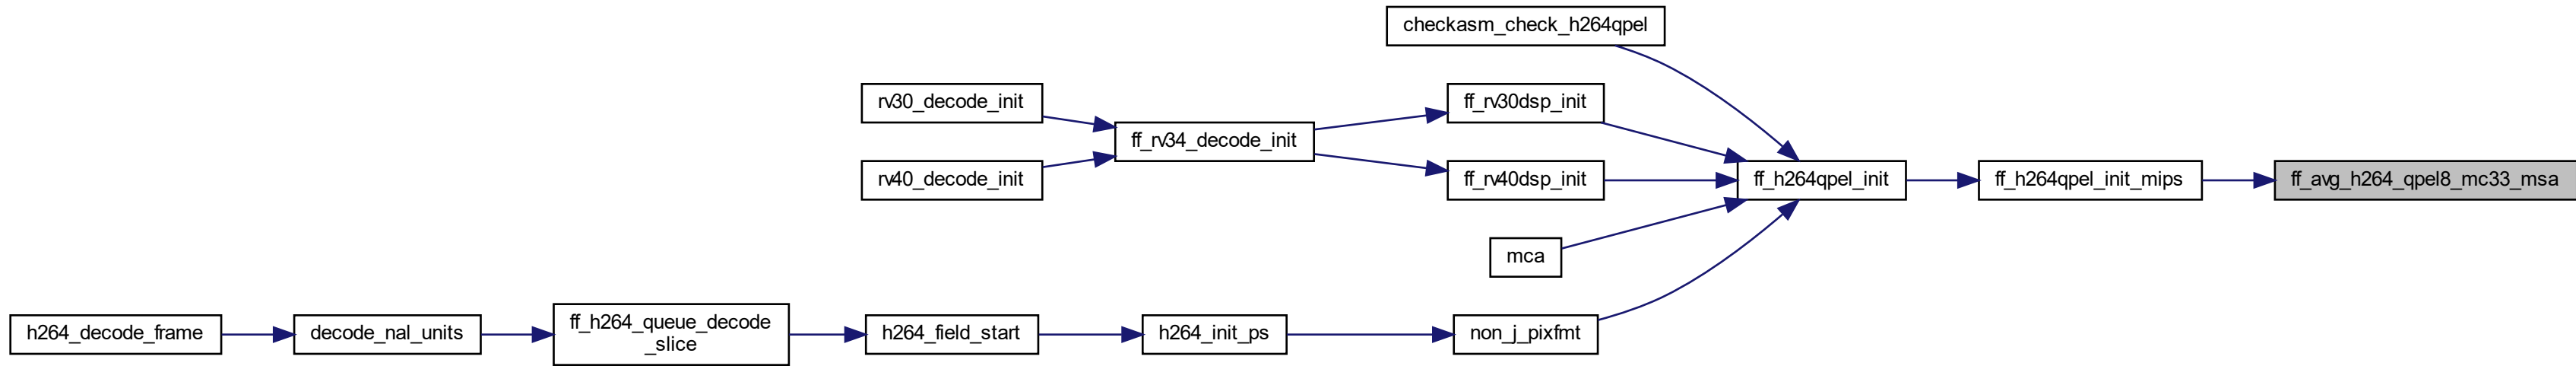 checkasm_check_h264qpel
rv30_decode_init
ff_rv30dsp_init
ff_rv34_decode_init
rv40_decode_init
ff_rv40dsp_init
ff_h264qpel_init
ff_h264qpel_init_mips
ff_avg_h264_qpel8_mc33_msa
mca
h264_decode_frame
decode_nal_units
ff_h264_queue_decode
_slice
h264_field_start
h264_init_ps
non_j_pixfmt